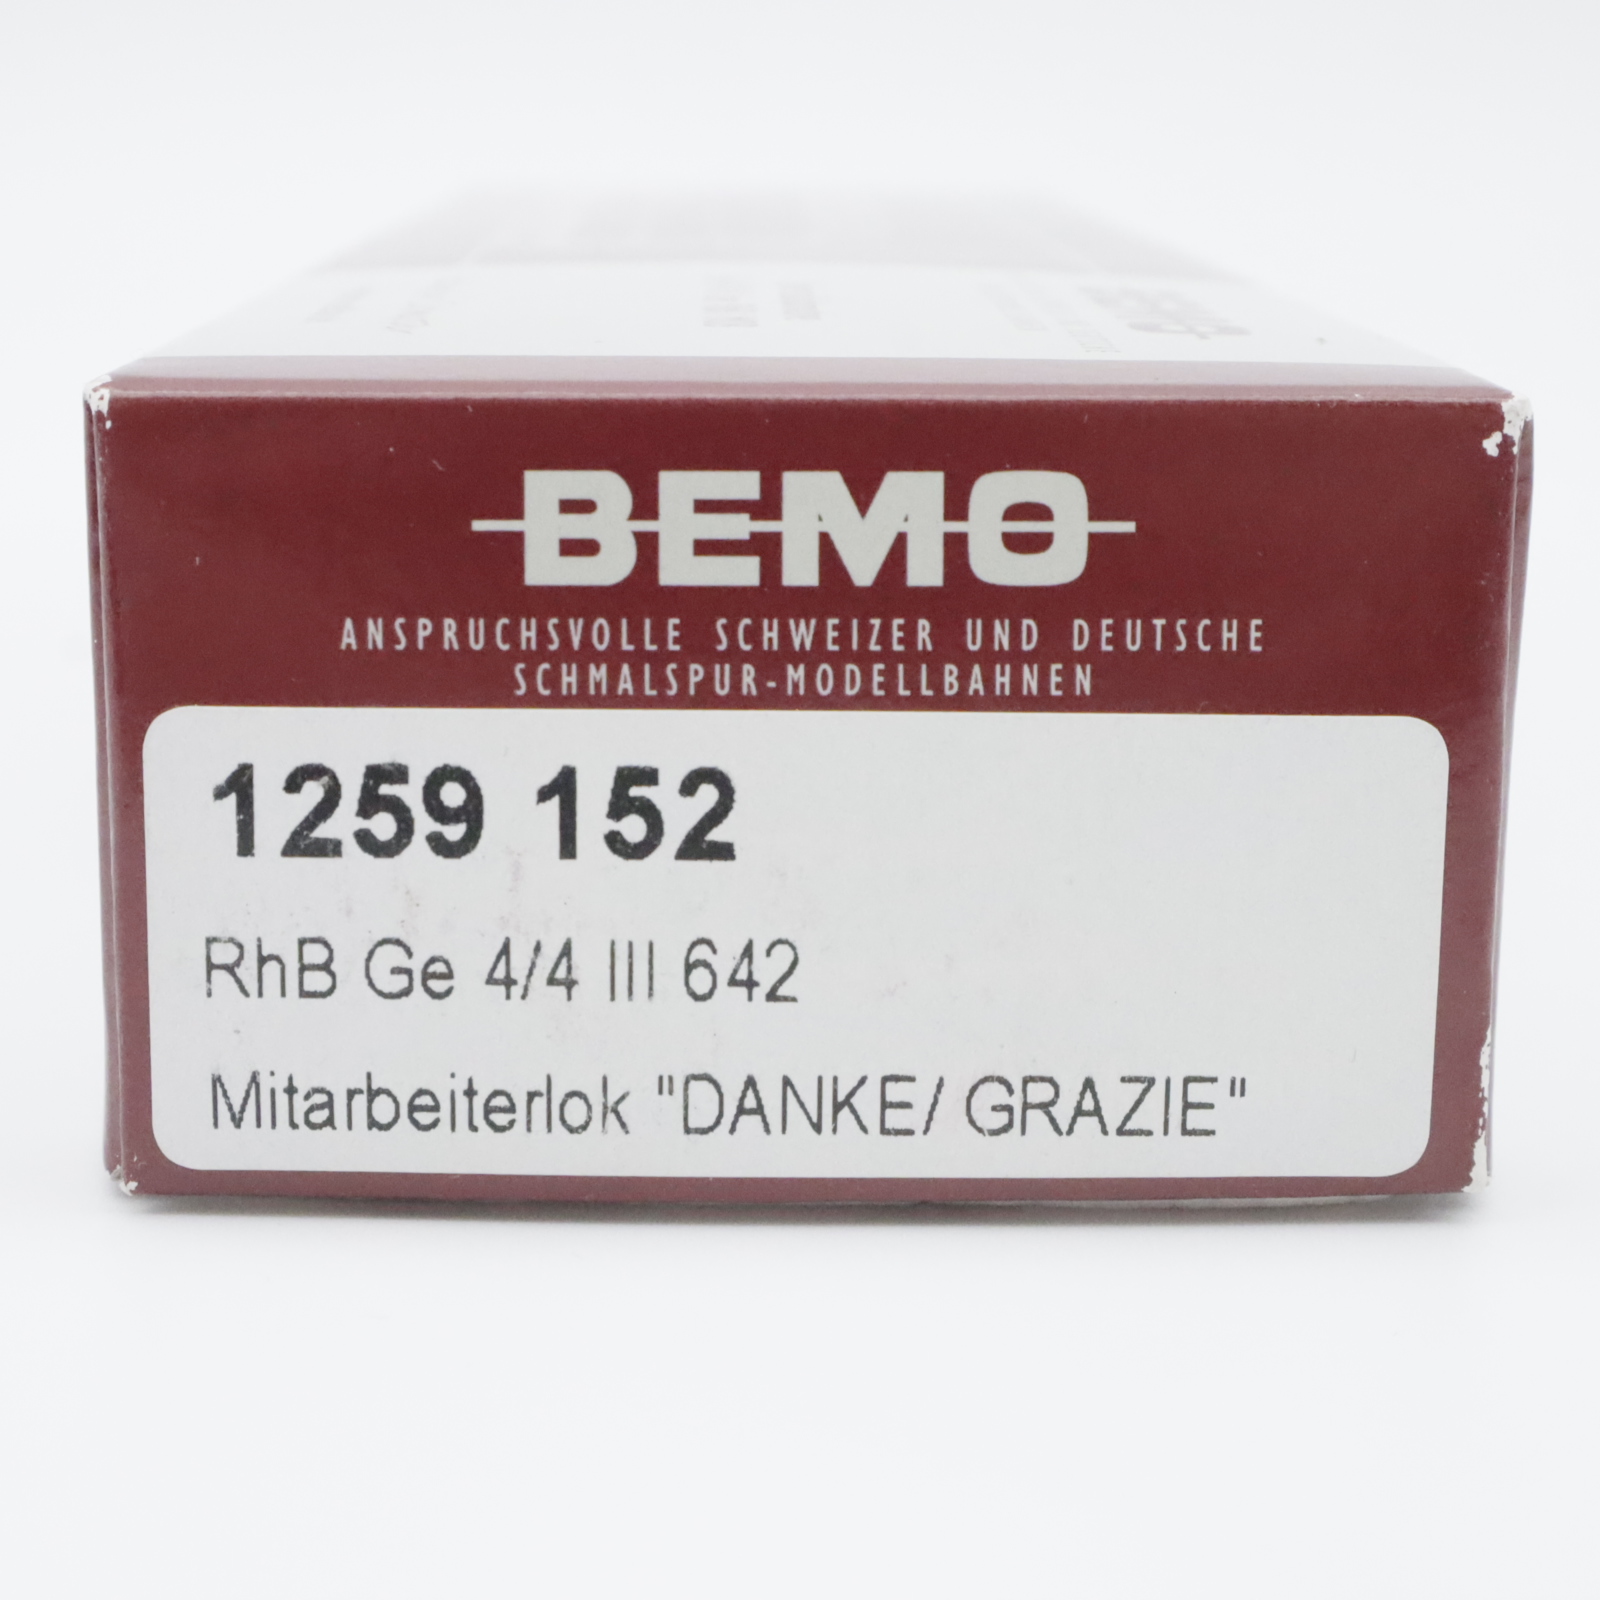 BEMO
ANSPRUCHSVOLLE SCHWEIZER UND DEUTSCHE
SCHMALSPUR-MODELLBAHNEN
1259 152
RhB Ge 4/4 III 642
Mitarbeiterlok "DANKE/ GRAZIE"